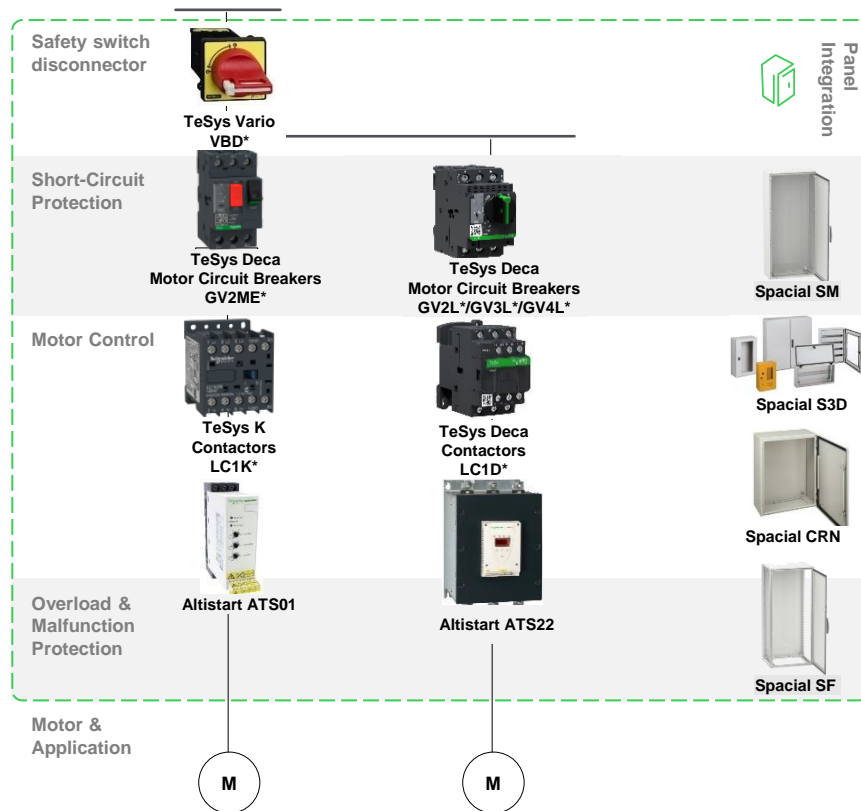 Safety switch
disconnector
Panel
Integration
TeSys Vario
VBD*
Short-Circuit
Protection
TeSys Deca
Motor Circuit Breakers
GV2ME*
TeSys Deca
Motor Circuit Breakers
GV2L*/GV3L*/GV4L*
Spacial SM
Motor Control
TeSys K
Contactors
LC1K*
TeSys Deca
Contactors
LC1D*
Spacial S3D
Spacial CRN
Altistart ATS01
Altistart ATS22
Overload &
Malfunction
Protection
Spacial SF
Motor &
Application
M
M